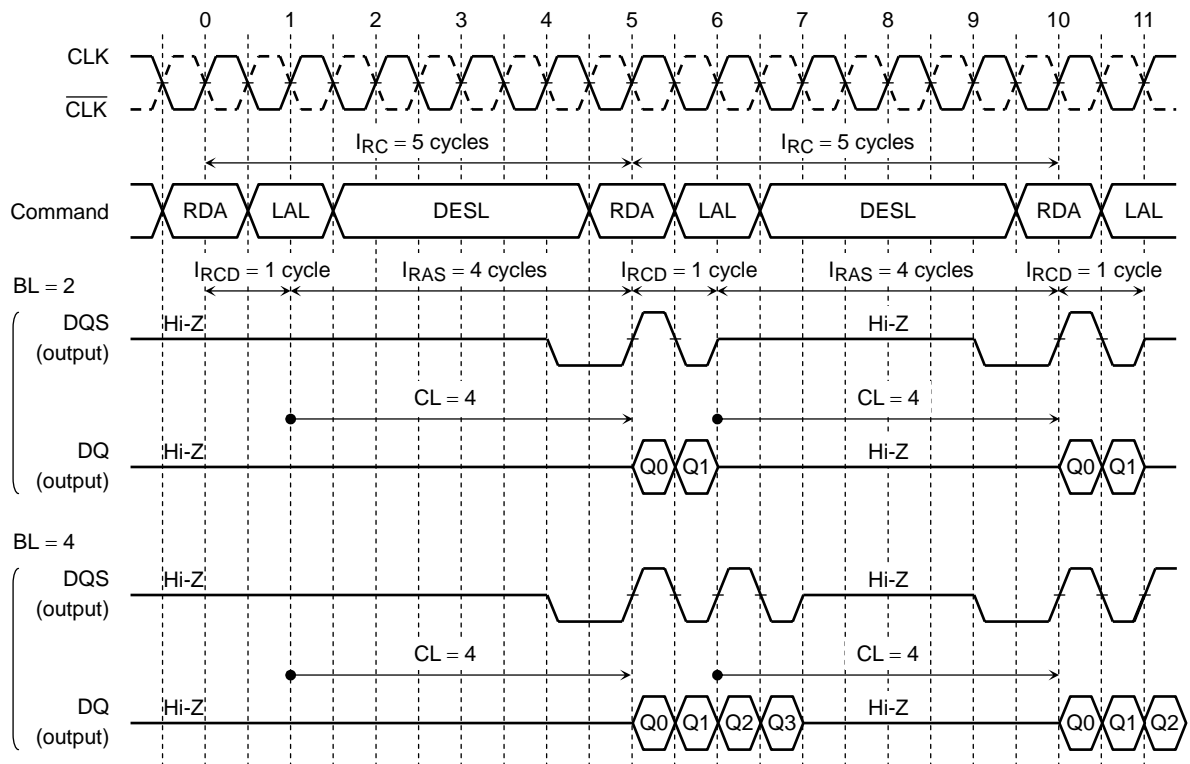 0 1 2 3 4 5 6 7 8 9 10 11
CLK
CLK
IRC = 5 cycles IRC = 5 cycles
Command RDA LAL DESL RDA LAL DESL RDA LAL
IRCD = 1 cycle IRAS = 4 cycles IRCD = 1 cycle IRAS = 4 cycles IRCD = 1 cycle
BL = 2
DQS Hi-Z Hi-Z
(output)
CL = 4 CL = 4
DQ Hi-Z Q0 Q1 Hi-Z Q0 Q1
(output)
BL = 4
DQS Hi-Z Hi-Z
(output)
CL = 4 CL = 4
DQ Hi-Z Q0 Q1 Q2 Q3 Hi-Z Q0 Q1 Q2
(output)